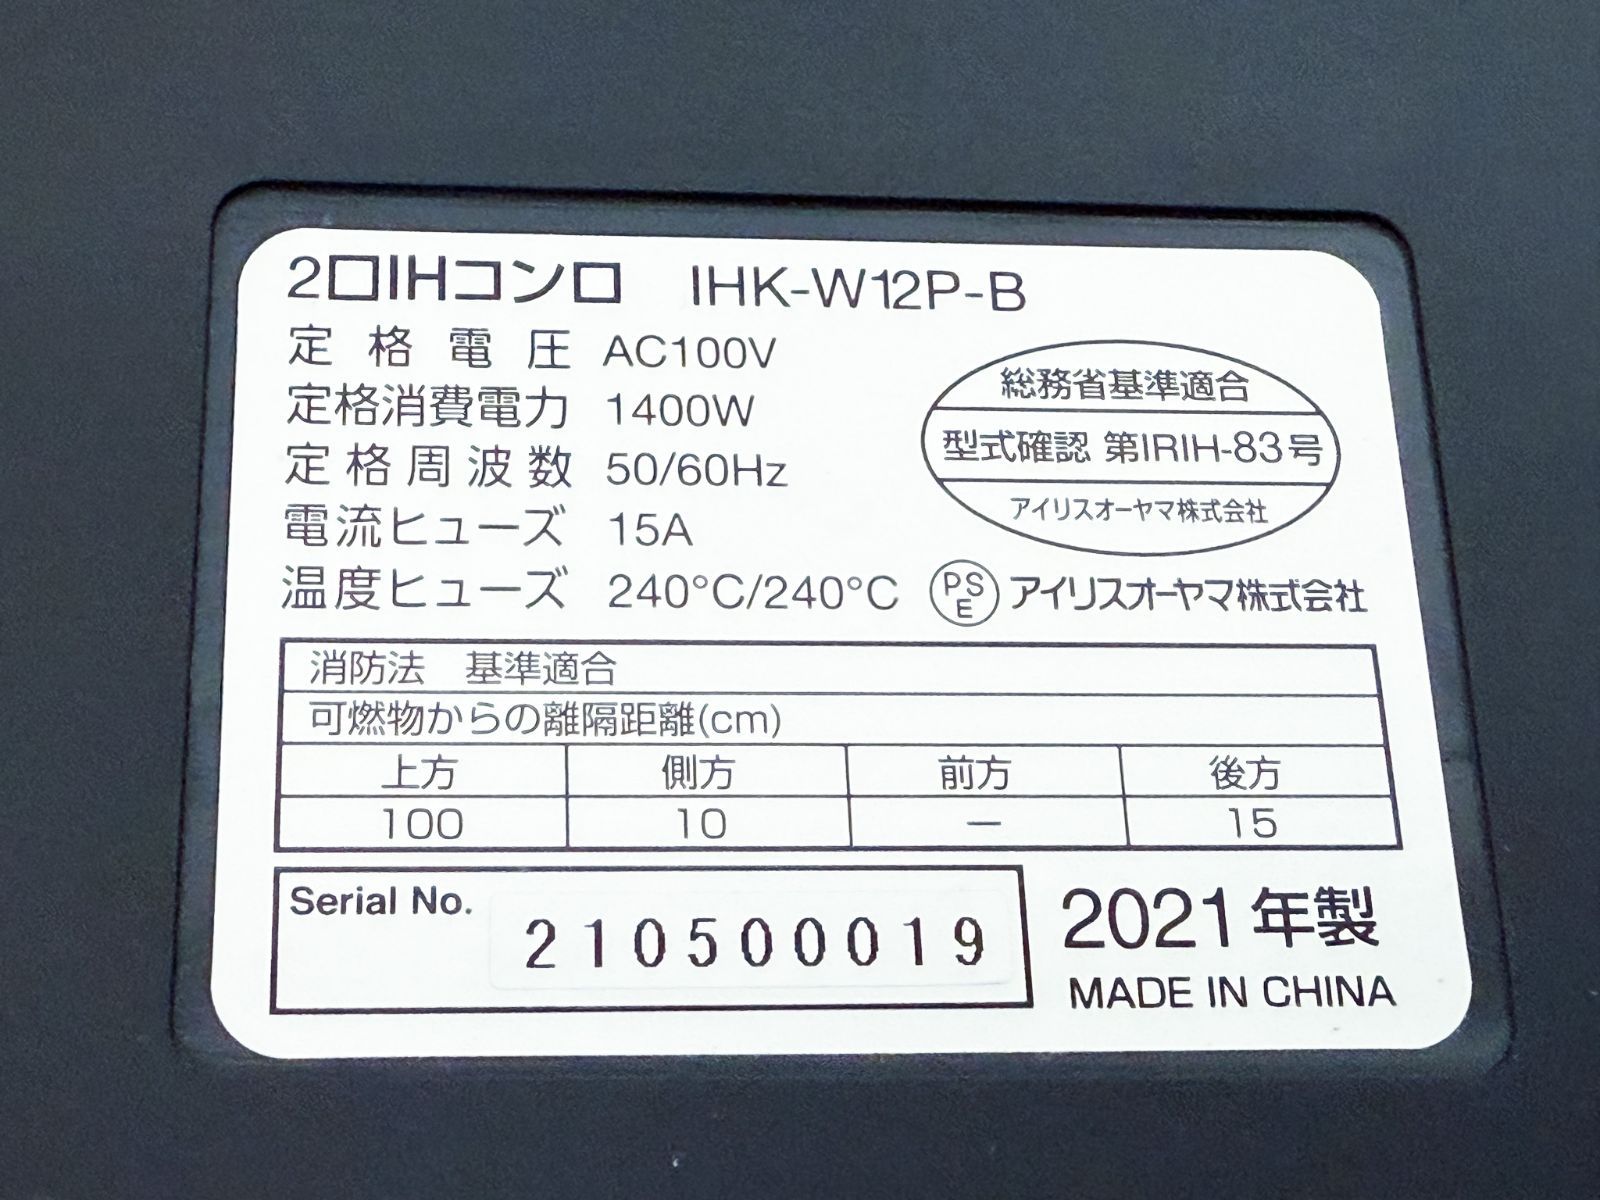 2口IHコンロ IHK-W12P-B
定格電圧 AC100V
定格消費電力 1400W
定格周波数 50/60Hz
電流ヒューズ 15A
温度ヒューズ 240°C/240°C
総務省基準適合
型式確認 第IRIH-83号
アイリスオーヤマ株式会社
PSE アイリスオーヤマ株式会社
消防法 基準適合
可燃物からの離隔距離(cm)
上方 側方 前方 後方
100 10 ー 15
Serial No.
210500019
2021年製
MADE IN CHINA